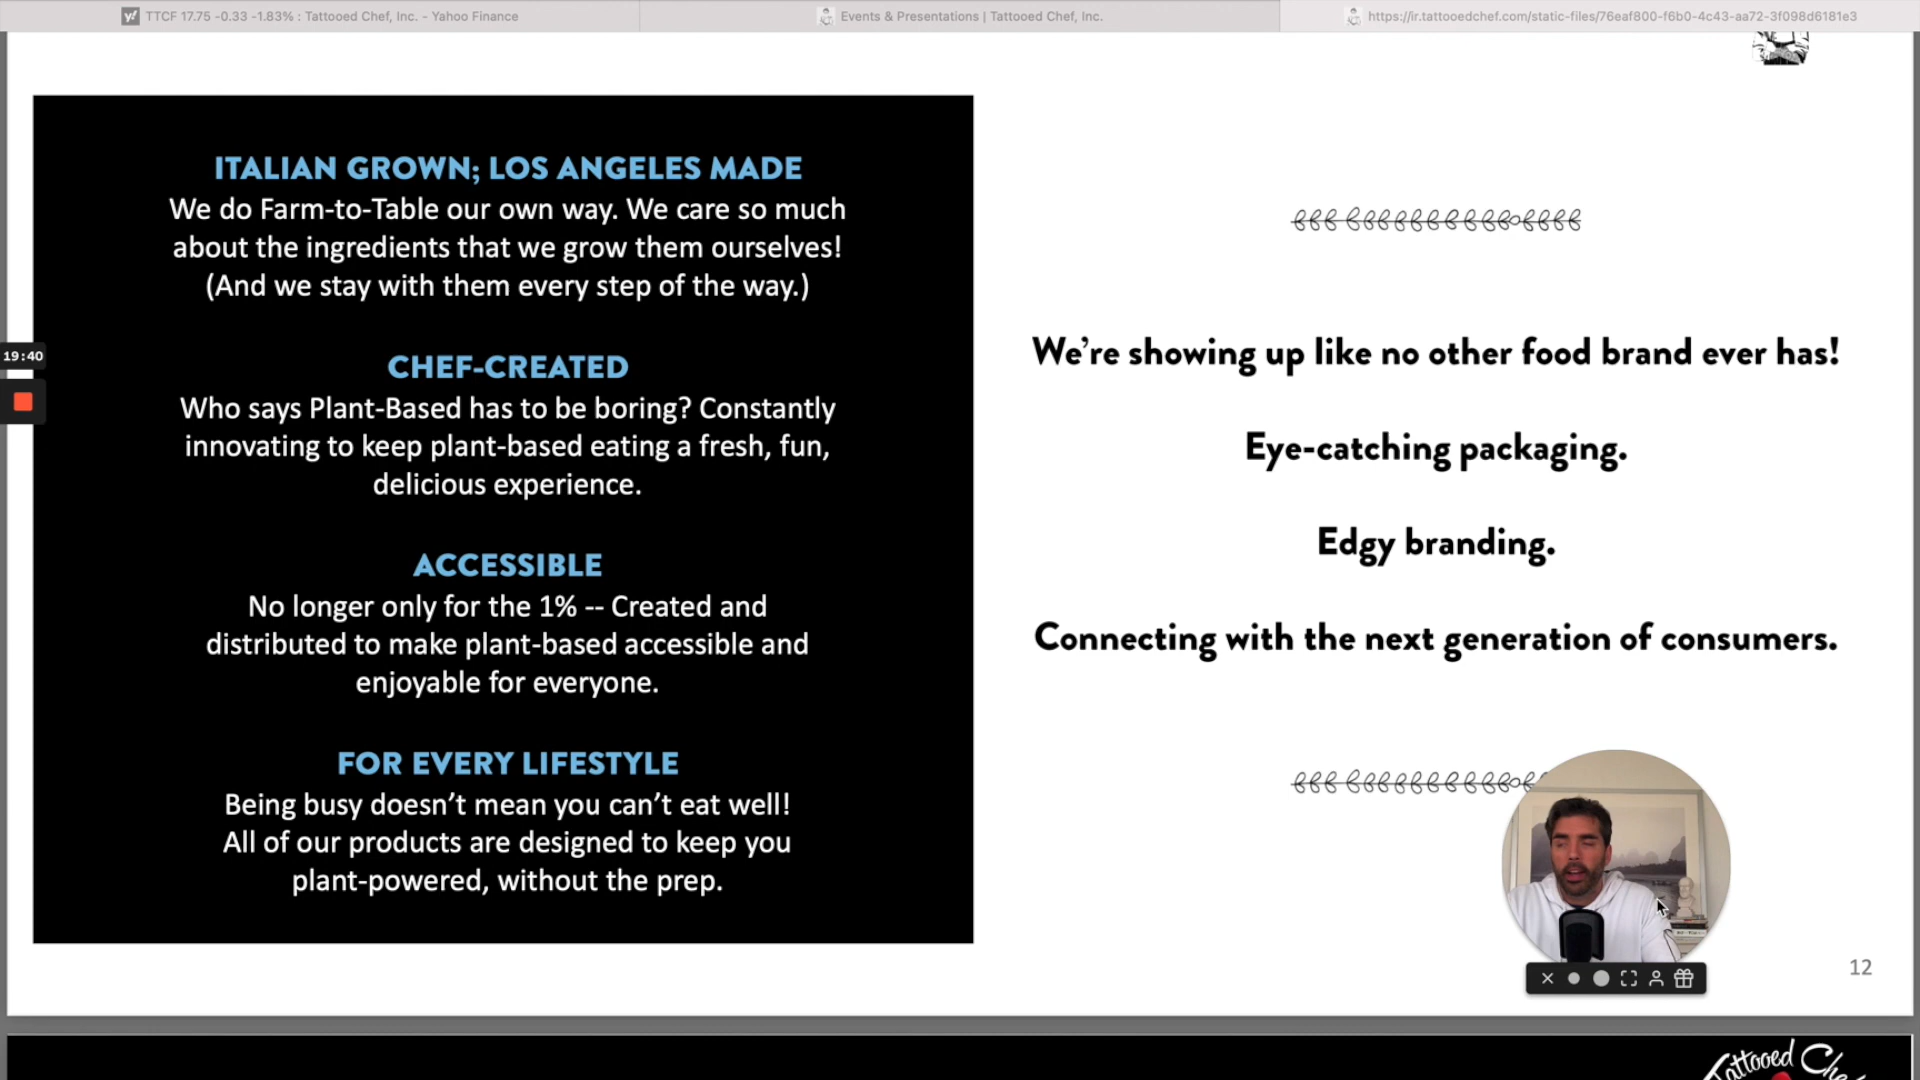 TTCF 17.75 -0.33 -1.83% : Tattooed Chef, Inc. - Yahoo Finance
Events & Presentations | Tattooed Chef, Inc.
https://ir.tattooedchef.com/static-files/76eaf800-f6b0-4c43-aa72-3f098d6181e3
ITALIAN GROWN; LOS ANGELES MADE
We do Farm-to-Table our own way. We care so much
about the ingredients that we grow them ourselves!
(And we stay with them every step of the way.)
CHEF-CREATED
Who says Plant-Based has to be boring? Constantly
innovating to keep plant-based eating a fresh, fun,
delicious experience.
ACCESSIBLE
No longer only for the 1% -- Created and
distributed to make plant-based accessible and
enjoyable for everyone.
FOR EVERY LIFESTYLE
Being busy doesn't mean you can't eat well!
All of our products are designed to keep you
plant-powered, without the prep.
19:40
We're showing up like no other food brand ever has!
Eye-catching packaging.
Edgy branding.
Connecting with the next generation of consumers.
12
Tattooed